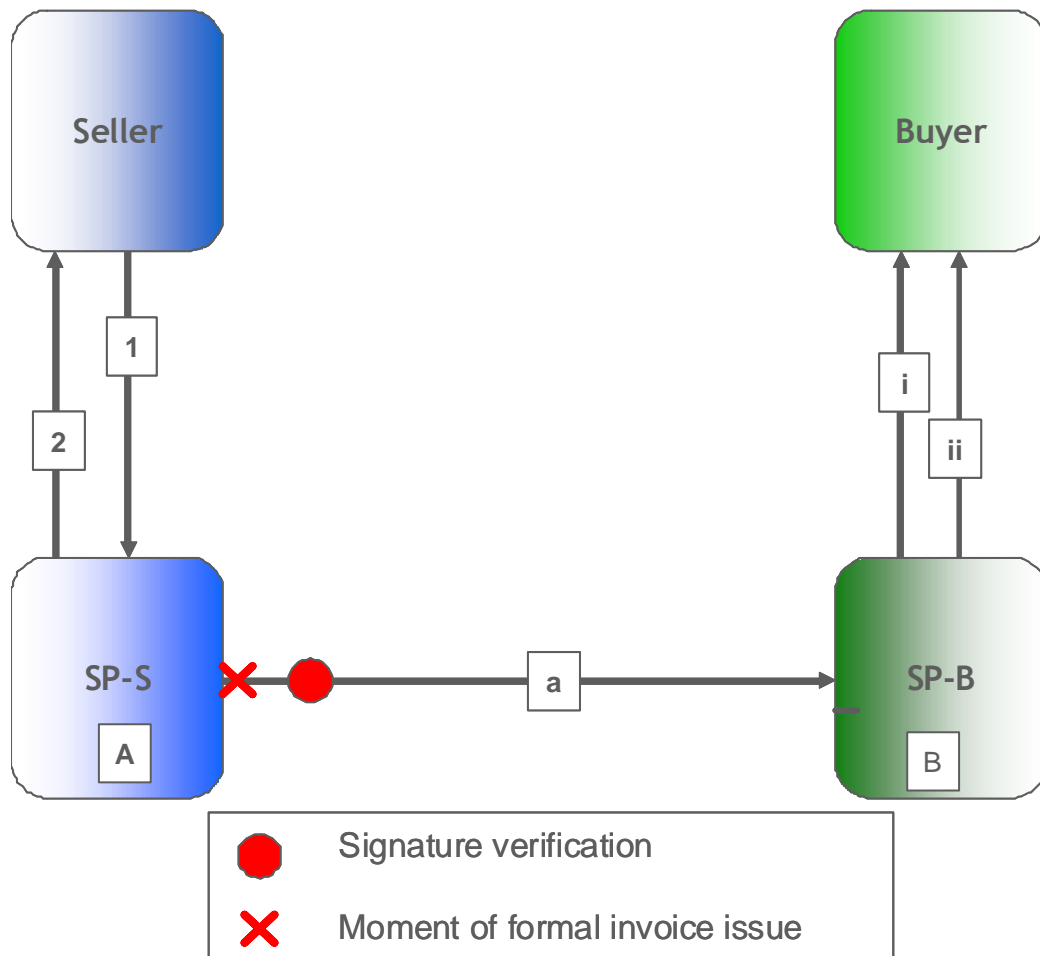 Seller
Buyer
1
2
i
ii
SP-S
a
SP-B
A
B
Signature verification
Moment of formal invoice issue